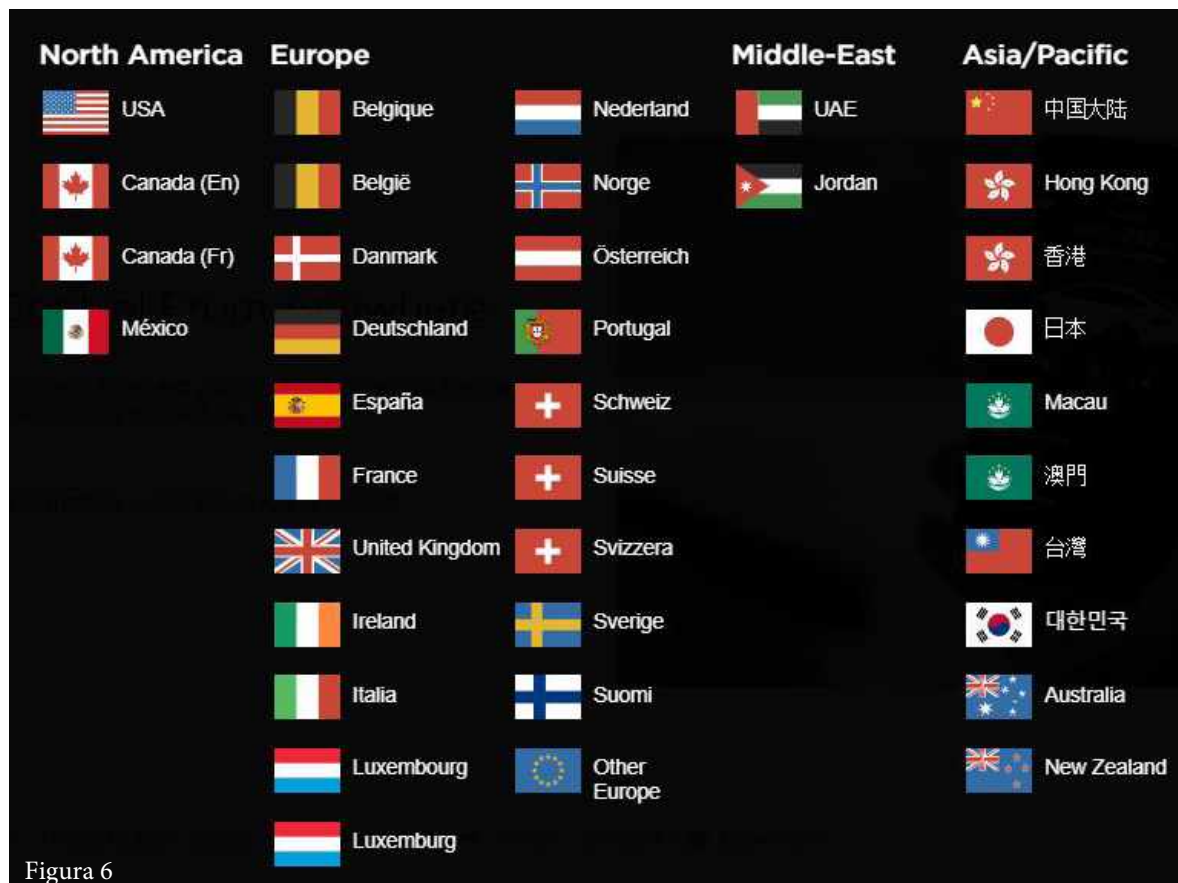 North America
USA
Canada (En)
Canada (Fr)
México
Europe
Belgique
België
Danmark
Deutschland
España
France
United Kingdom
Ireland
Italia
Luxembourg
Luxemburg
Nederland
Norge
Österreich
Portugal
Schweiz
Suisse
Svizzera
Sverige
Suomi
Other
Europe
Middle-East
UAE
Jordan
Asia/Pacific
中国大陆
Hong Kong
香港
日本
Macau
澳門
台灣
대한민국
Australia
New Zealand
Figura 6